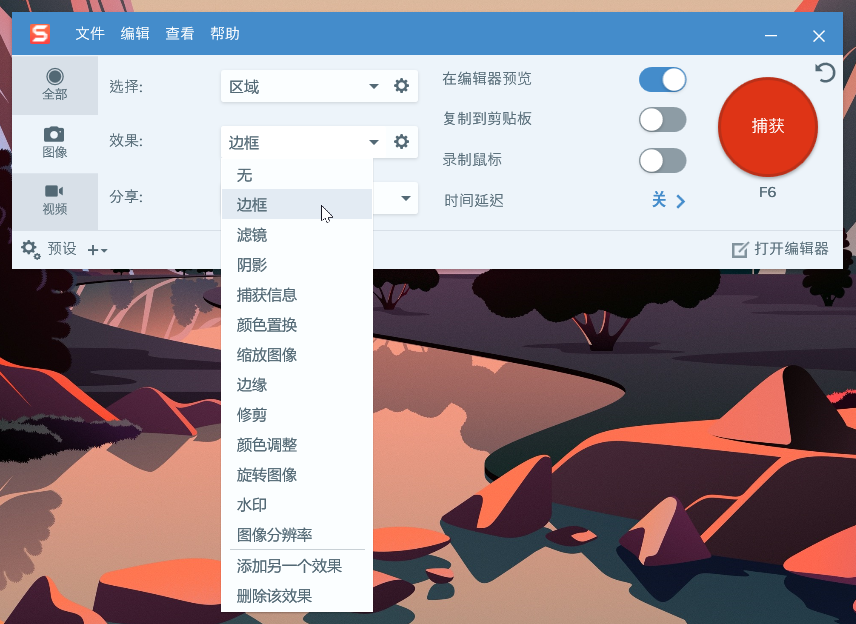 S 文件 编辑 查看 帮助
全部
图像
视频
选择:
区域
效果:
边框
分享:
无
边框
滤镜
阴影
捕获信息
颜色置换
缩放图像
边缘
修剪
颜色调整
旋转图像
水印
图像分辨率
添加另一个效果
删除该效果
在编辑器预览
复制到剪贴板
录制鼠标
时间延迟 关
捕获
F6
预设
打开编辑器